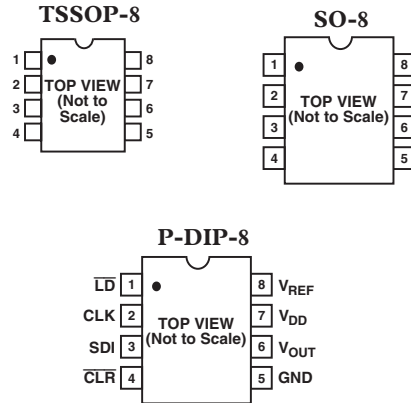 TSSOP-8
1 8
2 TOP VIEW 7
3 (Not to 6
4 Scale) 5
SO-8
1 8
2 TOP VIEW 7
3 (Not to Scale) 6
4 5
P-DIP-8
L̅D̅ 1 8 VREF
CLK 2 TOP VIEW 7 VDD
SDI 3 (Not to Scale) 6 VOUT
C̅L̅R̅ 4 5 GND